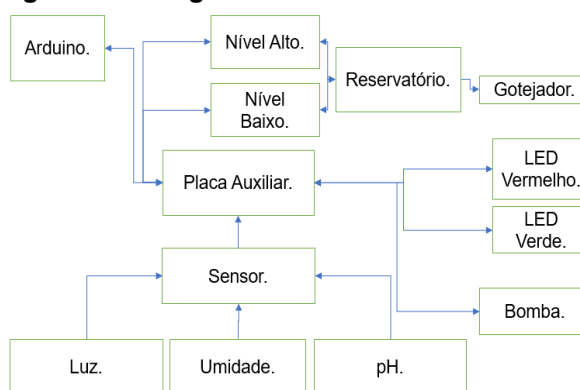 Arduino.
Nível Alto.
Nível
Baixo.
Reservatório.
Gotejador.
Placa Auxiliar.
LED
Vermelho.
LED
Verde.
Sensor.
Bomba.
Luz.
Umidade.
pH.